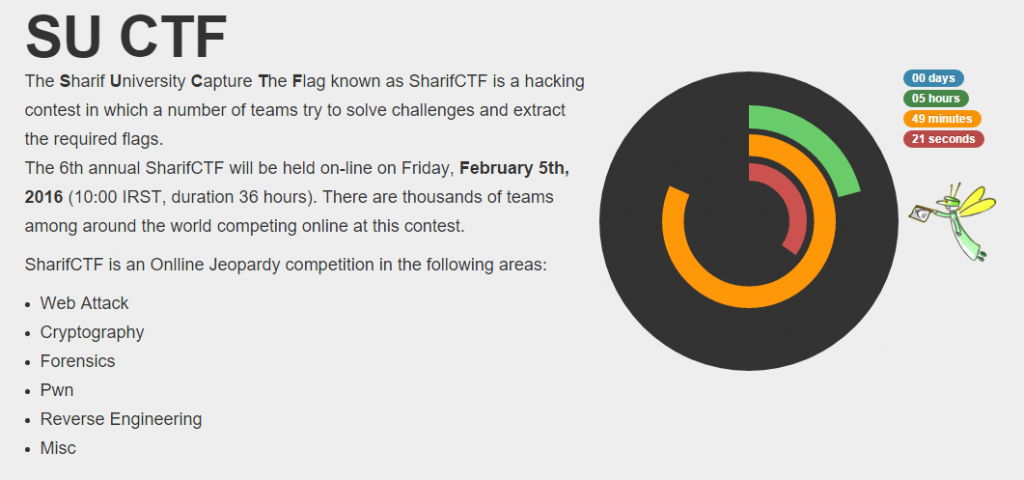 SU CTF
The Sharif University Capture The Flag known as SharifCTF is a hacking
contest in which a number of teams try to solve challenges and extract
the required flags.
The 6th annual SharifCTF will be held on-line on Friday, February 5th,
2016 (10:00 IRST, duration 36 hours). There are thousands of teams
among around the world competing online at this contest.
SharifCTF is an Onlline Jeopardy competition in the following areas:
Web Attack
Cryptography
Forensics
Pwn
Reverse Engineering
Misc
00 days
05 hours
49 minutes
21 seconds